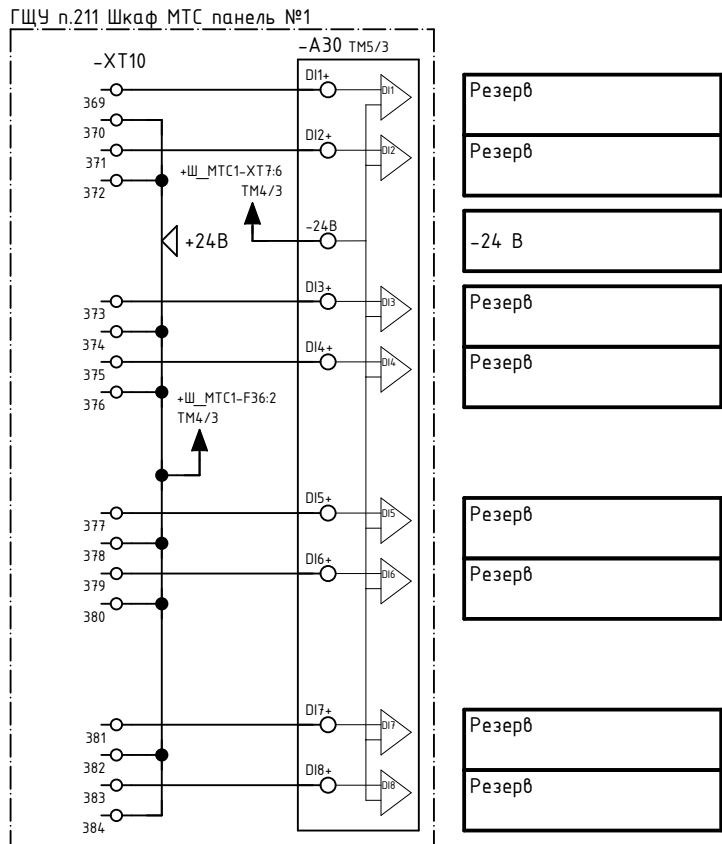 ГЩУ п.211 Шкаф МТС панель №1
-XT10
-А30 ТМ5/3
369
DI1+
DI1
Резерв
370
371
DI2+
DI2
Резерв
372
+Ш_МТС1-XT7:6
ТМ4/3
+24В
-24В
-24 В
373
DI3+
DI3
Резерв
374
375
DI4+
DI4
Резерв
376
+Ш_МТС1-F36:2
ТМ4/3
377
DI5+
DI5
Резерв
378
379
DI6+
DI6
Резерв
380
381
DI7+
DI7
Резерв
382
383
DI8+
DI8
Резерв
384